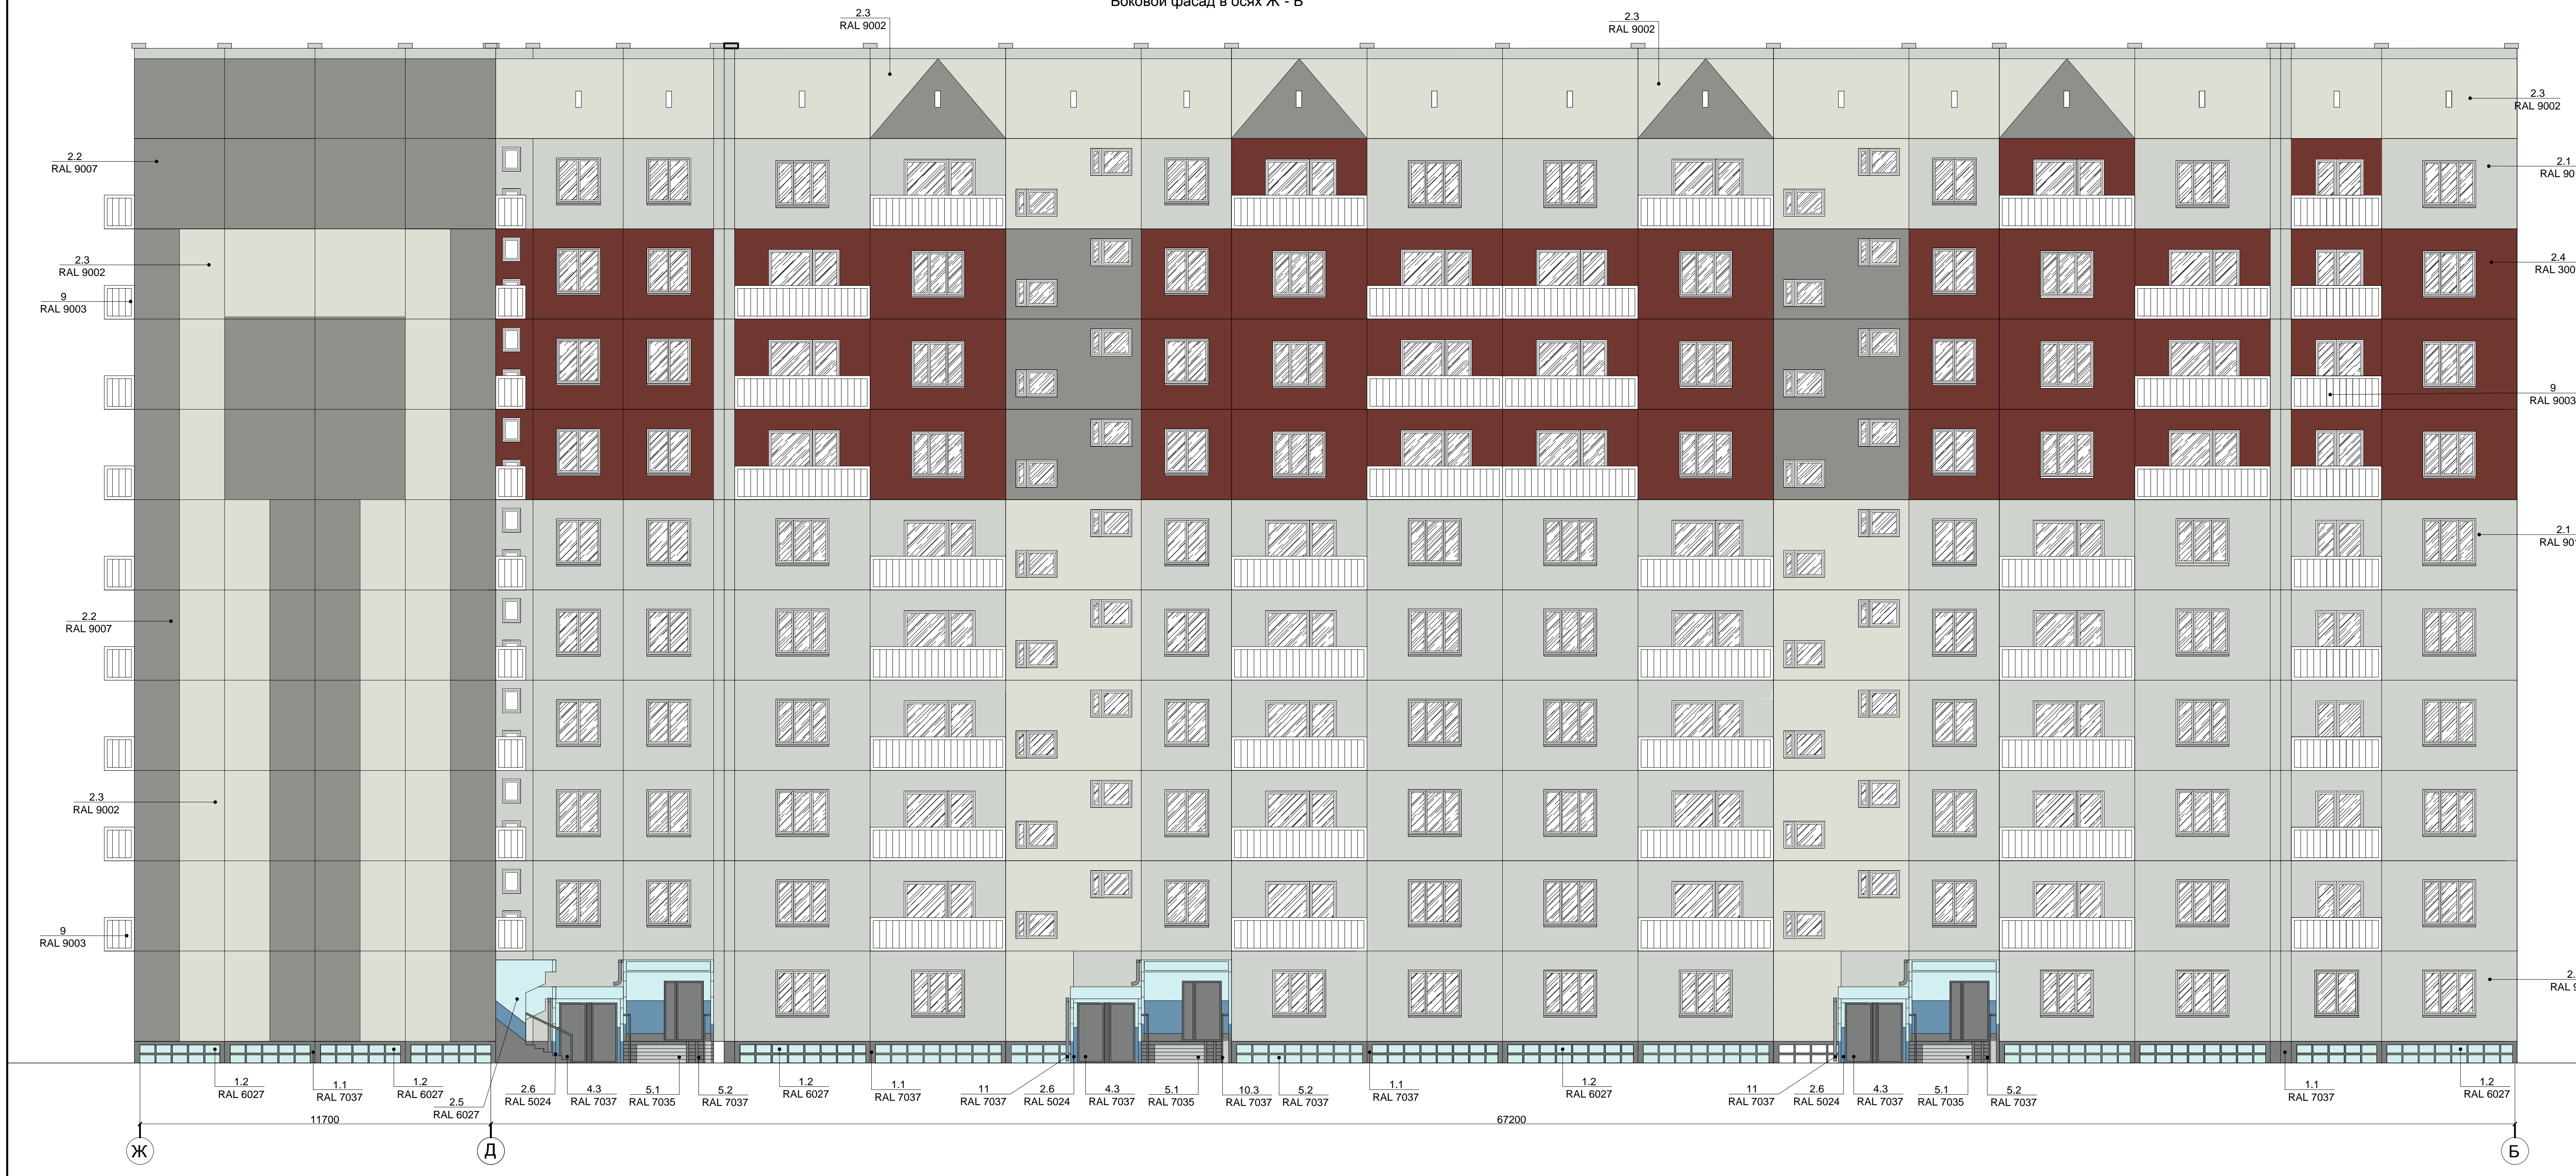 Боковой фасад в осях Ж - Б
2.3
RAL 9002
2.3
RAL 9002
2.3
RAL 9002
2.2
RAL 9007
2.1
2.3
RAL 9002
2.4
9
RAL 9003
9
RAL 9003
2.1
2.2
RAL 9007
2.3
RAL 9002
9
RAL 9003
1.2
RAL 6027
1.1
RAL 7037
1.2
RAL 6027
2.5
RAL 6027
2.6
RAL 5024
4.3
RAL 7037
5.1
RAL 7035
5.2
RAL 7037
1.2
RAL 6027
1.1
RAL 7037
11
RAL 7037
2.6
RAL 5024
4.3
RAL 7037
5.1
RAL 7035
10.3
RAL 7037
5.2
RAL 7037
1.1
RAL 7037
1.2
RAL 6027
11
RAL 7037
2.6
RAL 5024
4.3
RAL 7037
5.1
RAL 7035
5.2
RAL 7037
1.1
RAL 7037
1.2
RAL 6027
11700
67200
Ж
Д
Б